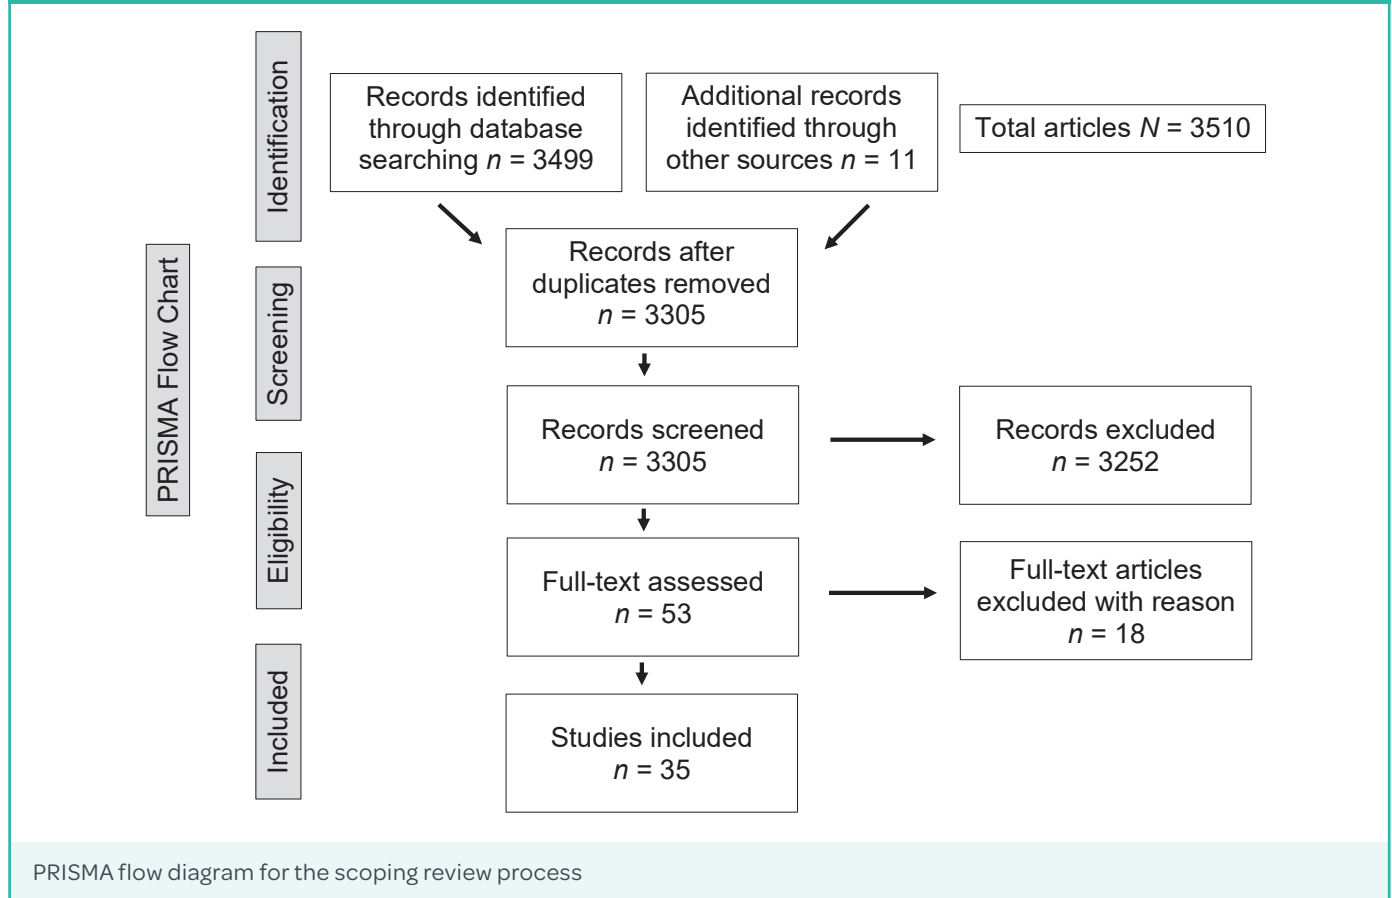 PRISMA Flow Chart
Identification
Records identified
through database
searching n = 3499
Additional records
identified through
other sources n = 11
Total articles N = 3510
Screening
Records after
duplicates removed
n = 3305
Records screened
n = 3305
Records excluded
n = 3252
Eligibility
Full-text assessed
n = 53
Full-text articles
excluded with reason
n = 18
Included
Studies included
n = 35
PRISMA flow diagram for the scoping review process